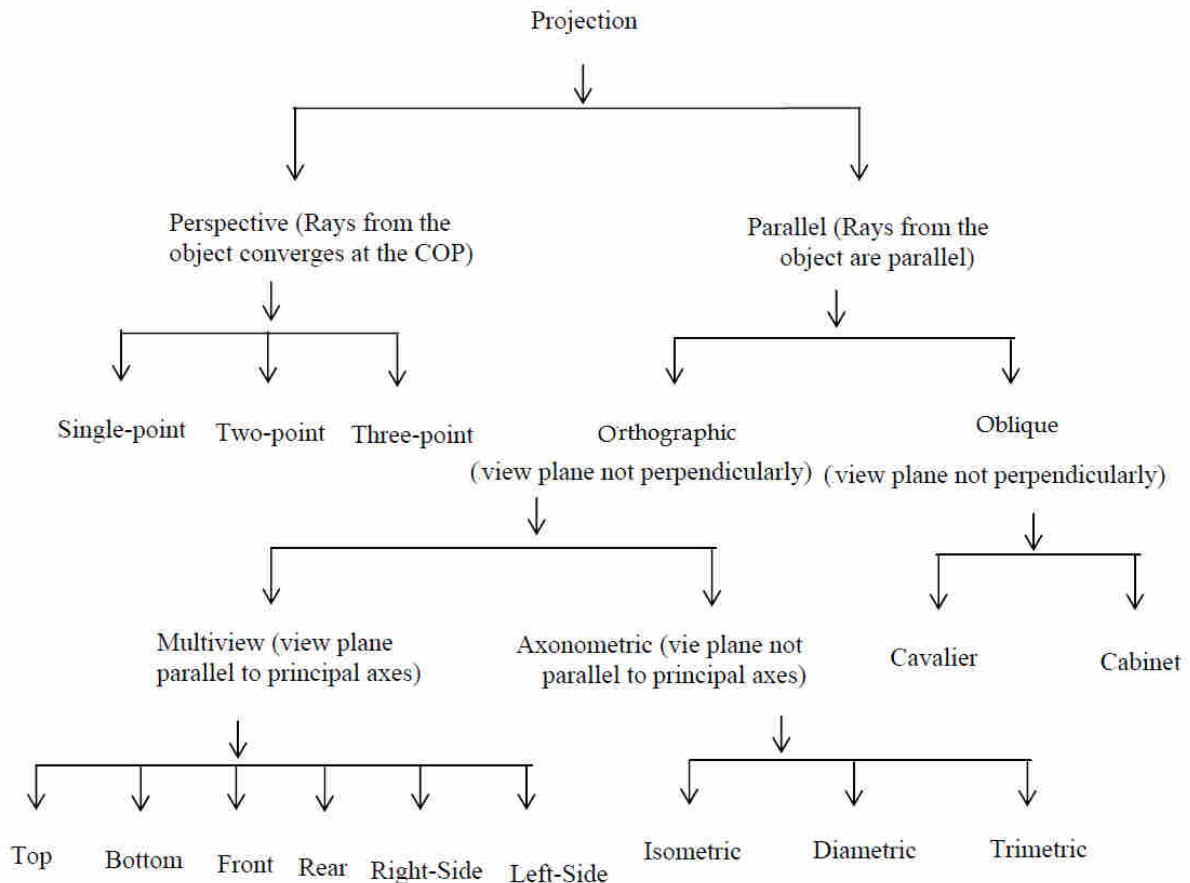 Projection
Perspective (Rays from the
object converges at the COP)
Parallel (Rays from the
object are parallel)
Single-point
Two-point
Three-point
Orthographic
(view plane not perpendicularly)
Oblique
(view plane not perpendicularly)
Multiview (view plane
parallel to principal axes)
Axonometric (vie plane not
parallel to principal axes)
Cavalier
Cabinet
Top
Bottom
Front
Rear
Right-Side
Left-Side
Isometric
Diametric
Trimetric